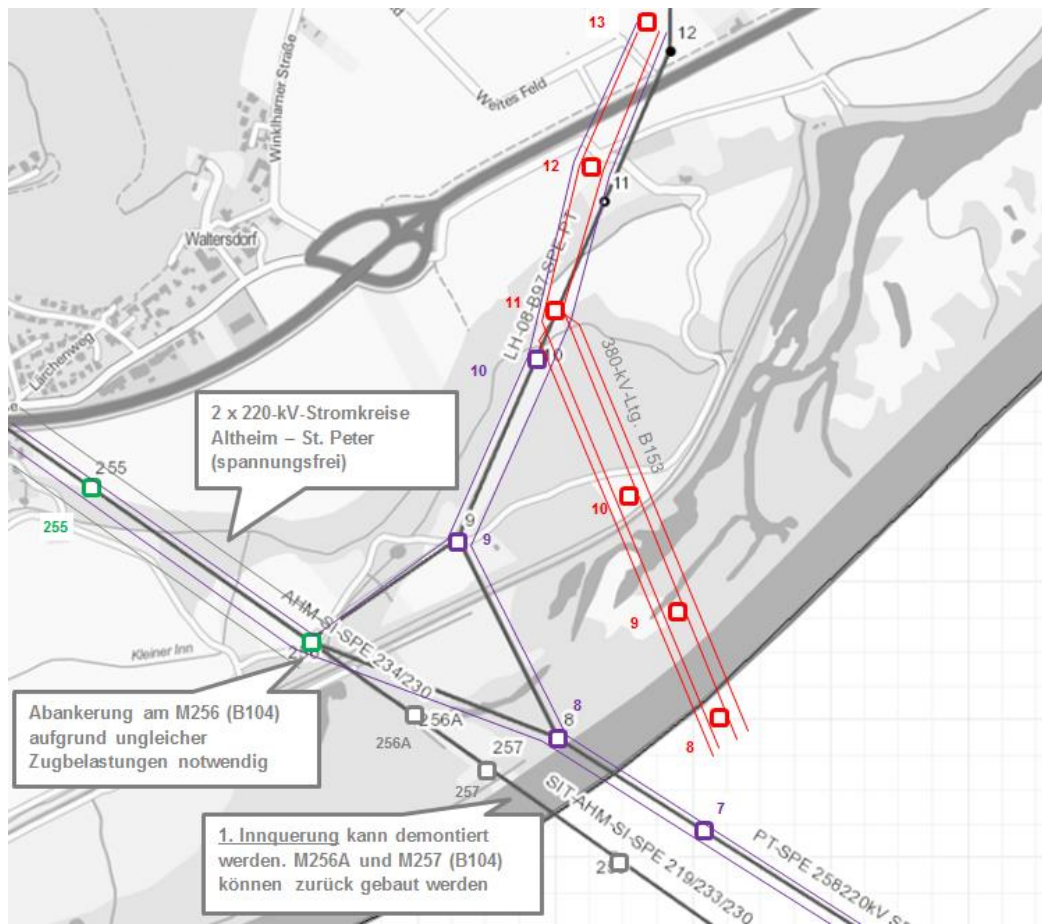 13
12
Winklhamer Straße
Weites Feld
12
11
Waltersdorf
LH-08-B97 SPE-PT
11
Lärchenweg
10
10
380-kV-Ltg. B153
2 x 220-kV-Stromkreise
Altheim – St. Peter
(spannungsfrei)
255
255
10
9
9
AHM-SI-SPE 234/230
9
Kleiner Inn
Abankerung am M256 (B104)
aufgrund ungleicher
Zugbelastungen notwendig
256A
256A
8
8
8
257
257
SIT-AHM-SI-SPE 219/233/230
7
PT-SPE 258220kV
1. Innquerung kann demontiert
werden. M256A und M257 (B104)
können zurück gebaut werden